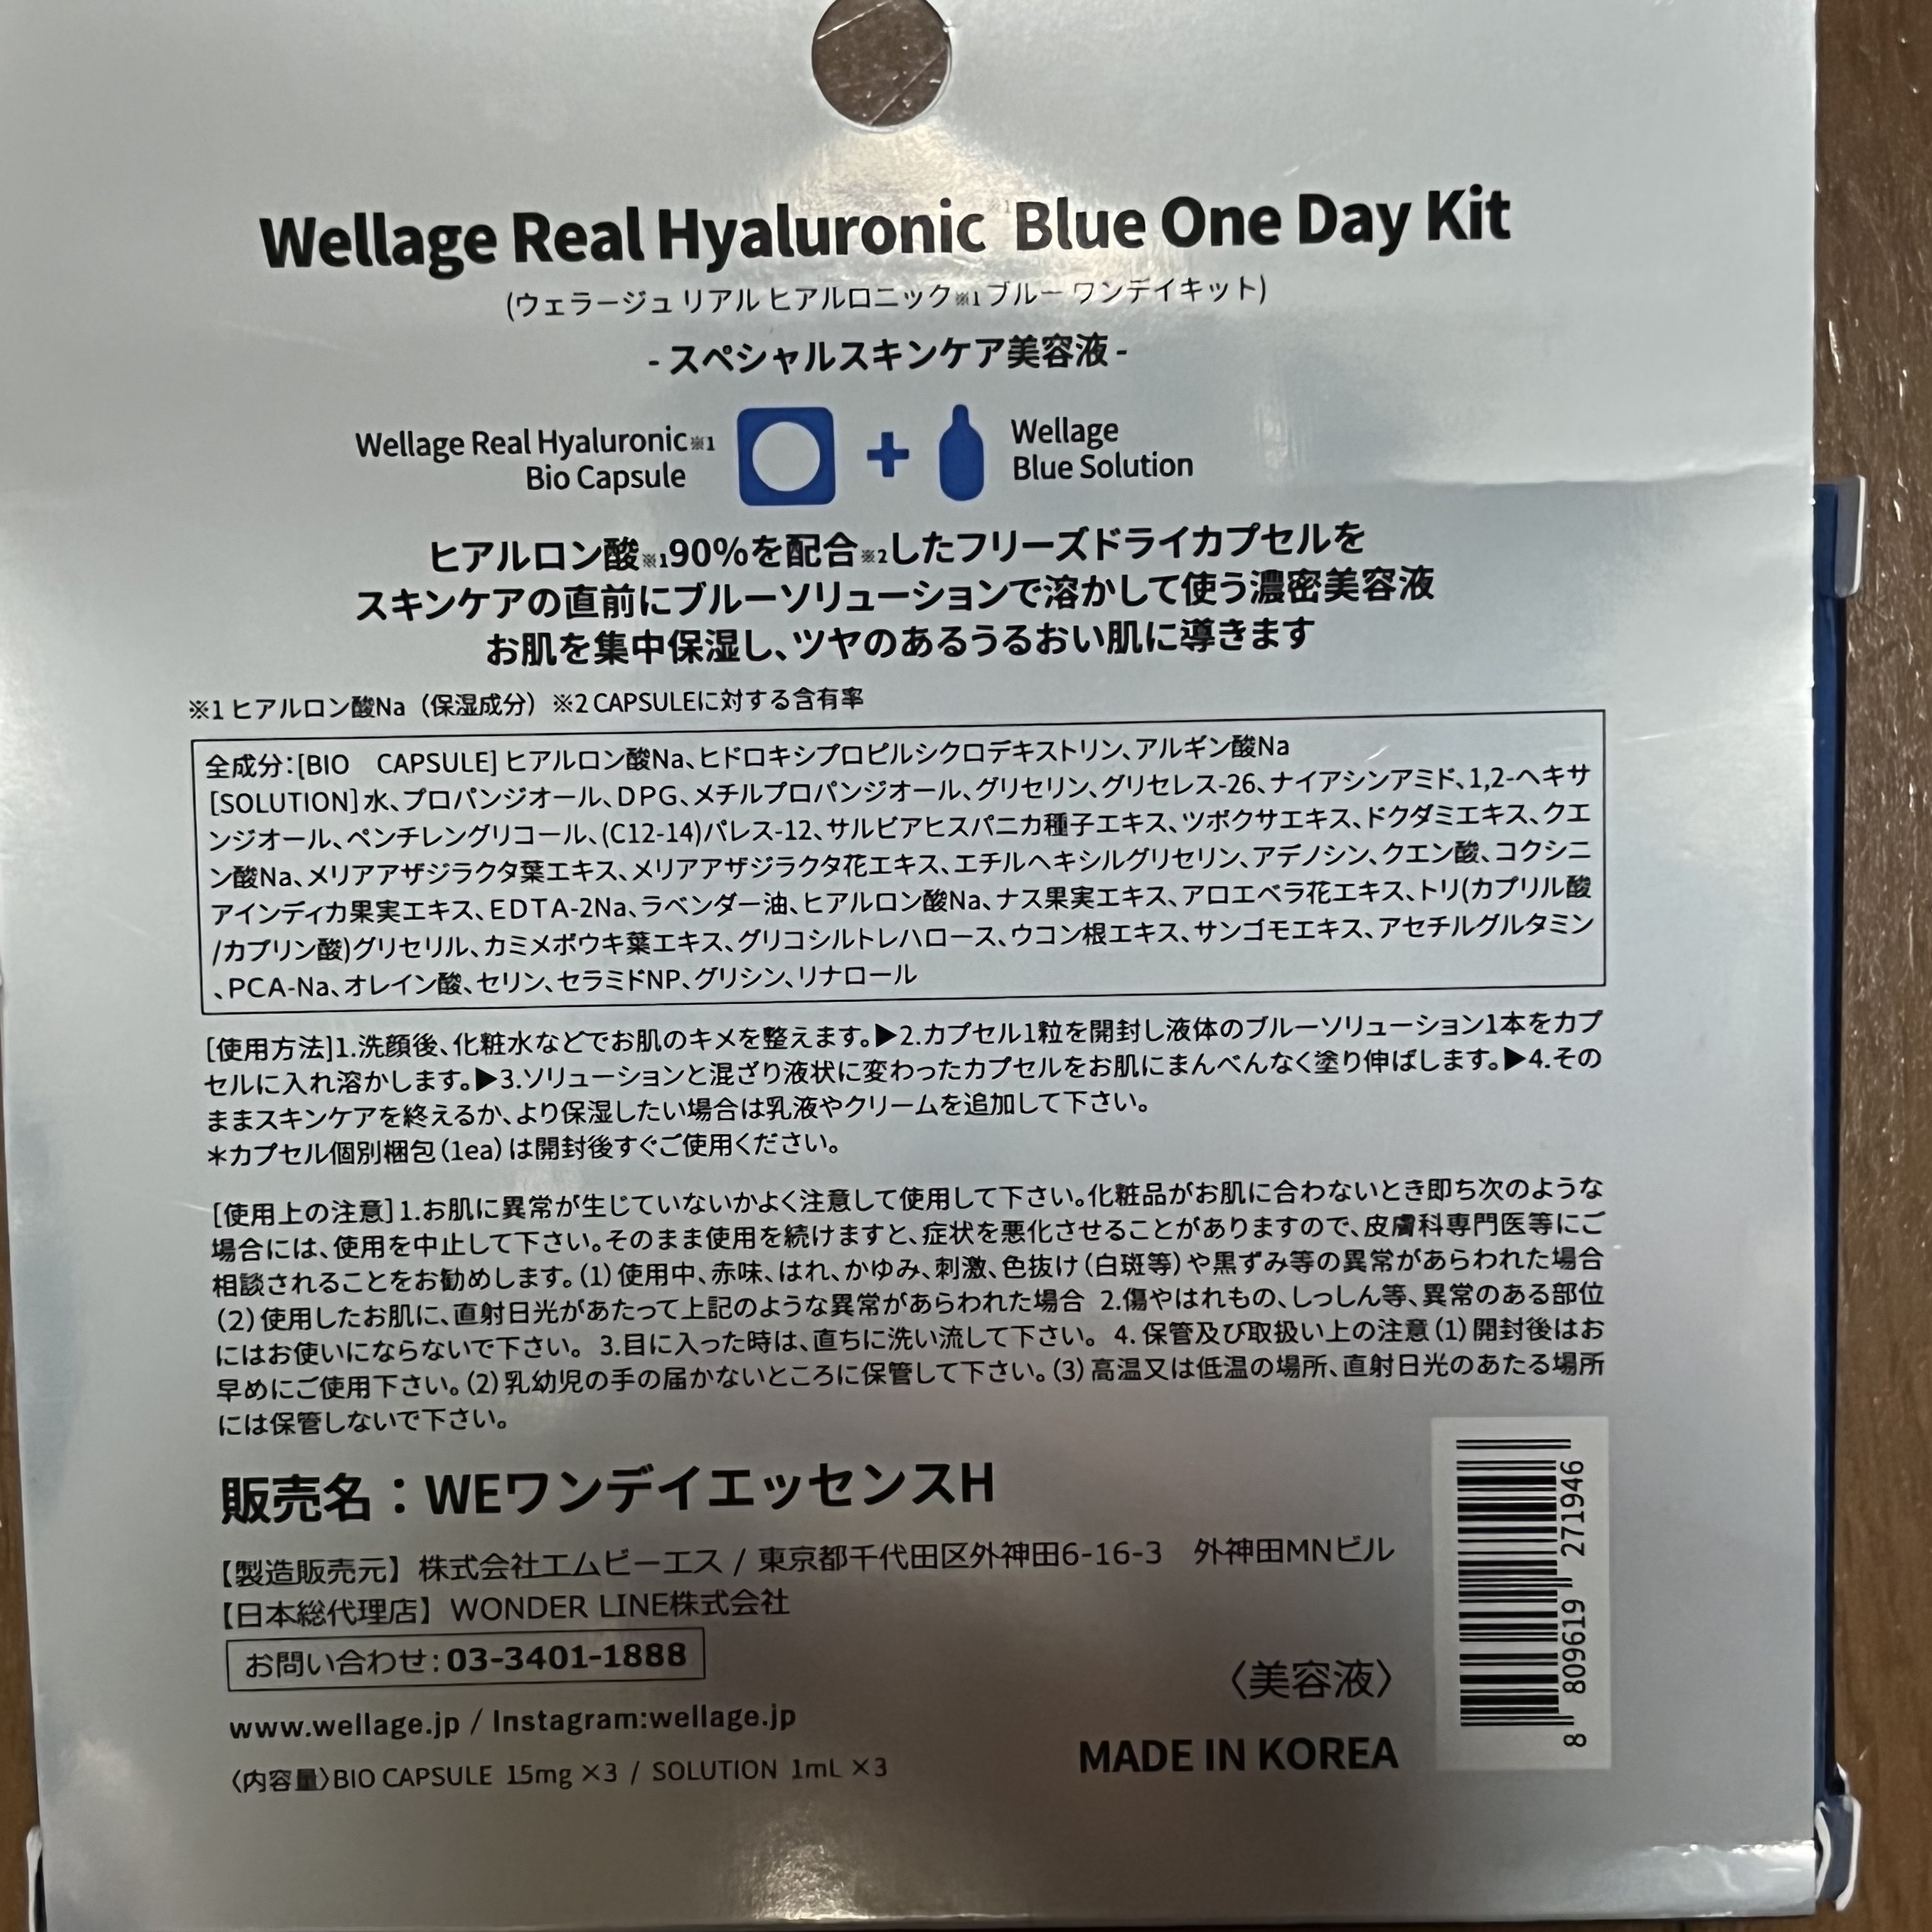 Wellage Real Hyaluronic ※1 Blue One Day Kit
(ウェラージュ リアル ヒアルロニック※1 ブルー ワンデイキット)
- スペシャルスキンケア美容液 -
Wellage Real Hyaluronic※1
Bio Capsule
+
Wellage
Blue Solution
ヒアルロン酸※190%を配合※2したフリーズドライカプセルを
スキンケアの直前にブルーソリューションで溶かして使う濃密美容液
お肌を集中保湿し、ツヤのあるうるおい肌に導きます
※1 ヒアルロン酸Na（保湿成分）※2 CAPSULEに対する含有率
全成分:[BIO　CAPSULE] ヒアルロン酸Na、ヒドロキシプロピルシクロデキストリン、アルギン酸Na
[SOLUTION] 水、プロパンジオール、DPG、メチルプロパンジオール、グリセリン、グリセレス-26、ナイアシンアミド、1,2-ヘキサ
ンジオール、ペンチレングリコール、(C12-14)パレス-12、サルビアヒスパニカ種子エキス、ツボクサエキス、ドクダミエキス、クエ
ン酸Na、メリアアザジラクタ葉エキス、メリアアザジラクタ花エキス、エチルヘキシルグリセリン、アデノシン、クエン酸、コクシニ
アインディカ果実エキス、EDTA-2Na、ラベンダー油、ヒアルロン酸Na、ナス果実エキス、アロエベラ花エキス、トリ(カプリル酸
/カプリン酸)グリセリル、カミメボウキ葉エキス、グリコシルトレハロース、ウコン根エキス、サンゴモエキス、アセチルグルタミン
、PCA-Na、オレイン酸、セリン、セラミドNP、グリシン、リナロール
[使用方法]1.洗顔後、化粧水などでお肌のキメを整えます。▶2.カプセル1粒を開封し液体のブルーソリューション1本をカプ
セルに入れ溶かします。▶3.ソリューションと混ざり液状に変わったカプセルをお肌にまんべんなく塗り伸ばします。▶4.その
ままスキンケアを終えるか、より保湿したい場合は乳液やクリームを追加して下さい。
＊カプセル個別梱包(1ea)は開封後すぐご使用ください。
[使用上の注意]1.お肌に異常が生じていないかよく注意して使用して下さい。化粧品がお肌に合わないとき即ち次のような
場合には、使用を中止して下さい。そのまま使用を続けますと、症状を悪化させることがありますので、皮膚科専門医等にご
相談されることをお勧めします。(1)使用中、赤味、はれ、かゆみ、刺激、色抜け(白斑等)や黒ずみ等の異常があらわれた場合
(2)使用したお肌に、直射日光があたって上記のような異常があらわれた場合 2.傷やはれもの、しっしん等、異常のある部位
にはお使いにならないで下さい。 3.目に入った時は、直ちに洗い流して下さい。 4.保管及び取扱い上の注意(1)開封後はお
早めにご使用下さい。(2)乳幼児の手の届かないところに保管して下さい。(3)高温又は低温の場所、直射日光のあたる場所
には保管しないで下さい。
販売名：WEワンデイエッセンスH
【製造販売元】株式会社エムビーエス / 東京都千代田区外神田6-16-3　外神田MNビル
【日本総代理店】WONDER LINE株式会社
お問い合わせ:03-3401-1888
www.wellage.jp / Instagram:wellage.jp
〈内容量〉BIO CAPSULE 15mg ×3 / SOLUTION 1mL ×3
〈美容液〉
MADE IN KOREA
8 809619 271946